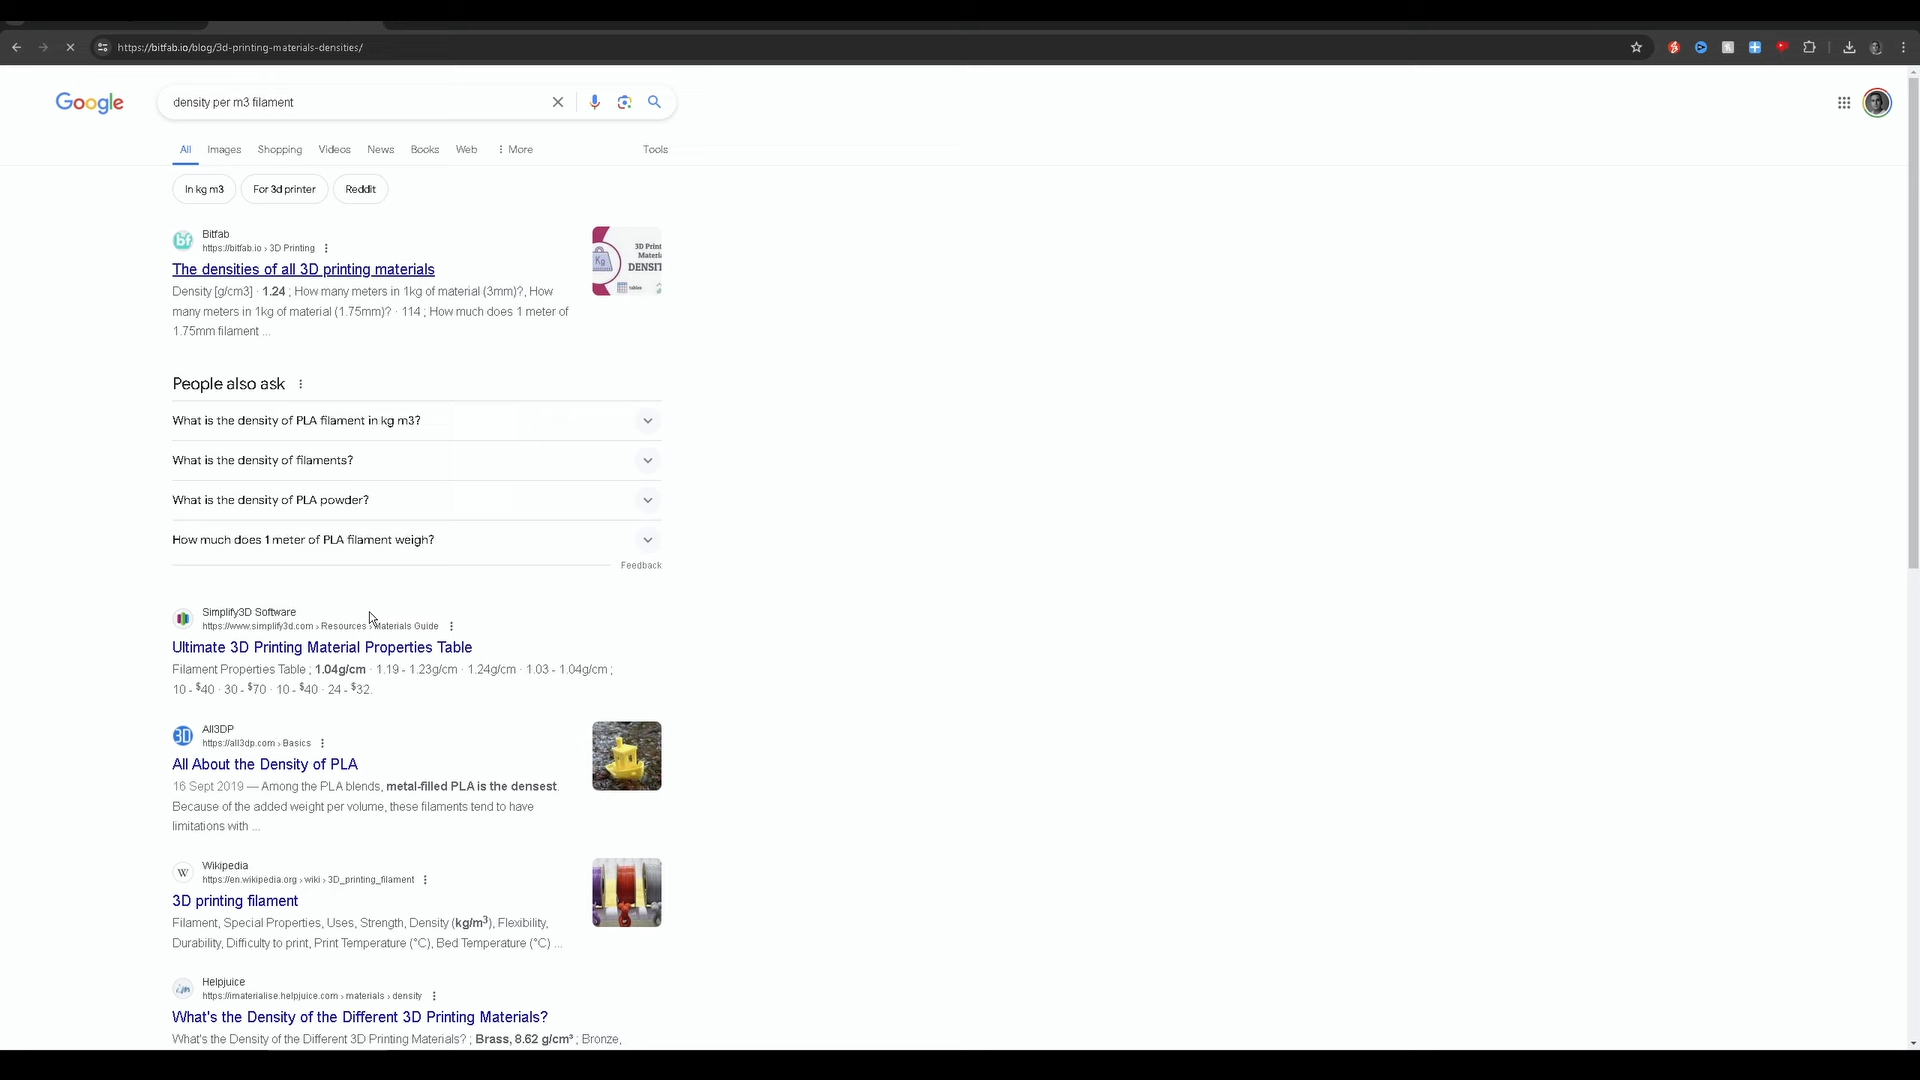 https://bitfab.io/blog/3d-printing-materials-densities/
Google
density per m3 filament
All Images Shopping Videos News Books Web More Tools
In kg m3 For 3d printer Reddit
bf
Bitfab
https://bitfab.io › 3D Printing
The densities of all 3D printing materials
Density [g/cm3] · 1.24 ; How many meters in 1kg of material (3mm)?, How
many meters in 1kg of material (1.75mm)? · 114 ; How much does 1 meter of
1.75mm filament ...
3D Print
Materia
DENSIT
Kg
tables
People also ask
What is the density of PLA filament in kg m3?
What is the density of filaments?
What is the density of PLA powder?
How much does 1 meter of PLA filament weigh?
Feedback
Simplify3D Software
https://www.simplify3d.com › Resources › Materials Guide
Ultimate 3D Printing Material Properties Table
Filament Properties Table ; 1.04g/cm · 1.19 - 1.23g/cm · 1.24g/cm · 1.03 - 1.04g/cm ;
10 - $40 · 30 - $70 · 10 - $40 · 24 - $32.
3D
All3DP
https://all3dp.com › Basics
All About the Density of PLA
16 Sept 2019 — Among the PLA blends, metal-filled PLA is the densest.
Because of the added weight per volume, these filaments tend to have
limitations with ...
W
Wikipedia
https://en.wikipedia.org › wiki › 3D_printing_filament
3D printing filament
Filament, Special Properties, Uses, Strength, Density (kg/m³), Flexibility,
Durability, Difficulty to print, Print Temperature (°C), Bed Temperature (°C) ...
i.m
Helpjuice
https://imaterialise.helpjuice.com › materials › density
What's the Density of the Different 3D Printing Materials?
What's the Density of the Different 3D Printing Materials? ; Brass, 8.62 g/cm³ ; Bronze,